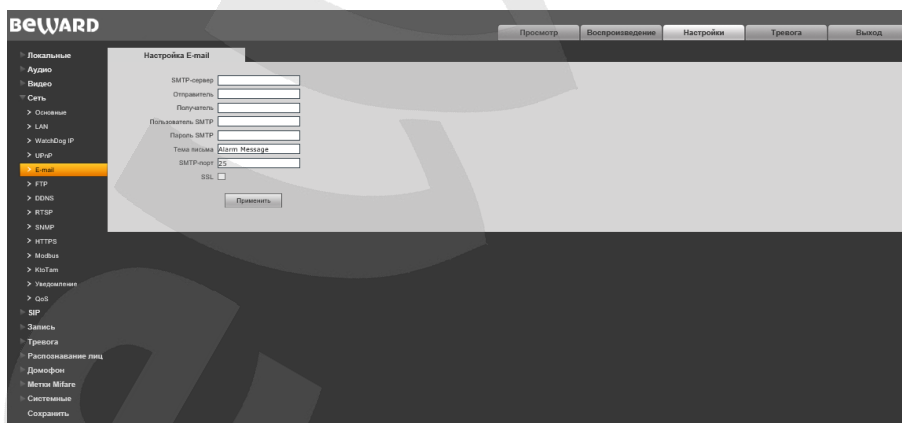 BEWARD
Просмотр
Воспроизведение
Настройки
Тревога
Выход
Локальные
Аудио
Видео
Сеть
Основные
LAN
WatchDog IP
UPnP
E-mail
FTP
DDNS
RTSP
SNMP
HTTPS
Modbus
KtoTam
Уведомление
QoS
SIP
Запись
Тревога
Распознавание лиц
Домофон
Метки Mifare
Системные
Сохранить
Настройка E-mail
SMTP-сервер
Отправитель
Получатель
Пользователь SMTP
Пароль SMTP
Тема письма Alarm Message
SMTP-порт 25
SSL
Применить